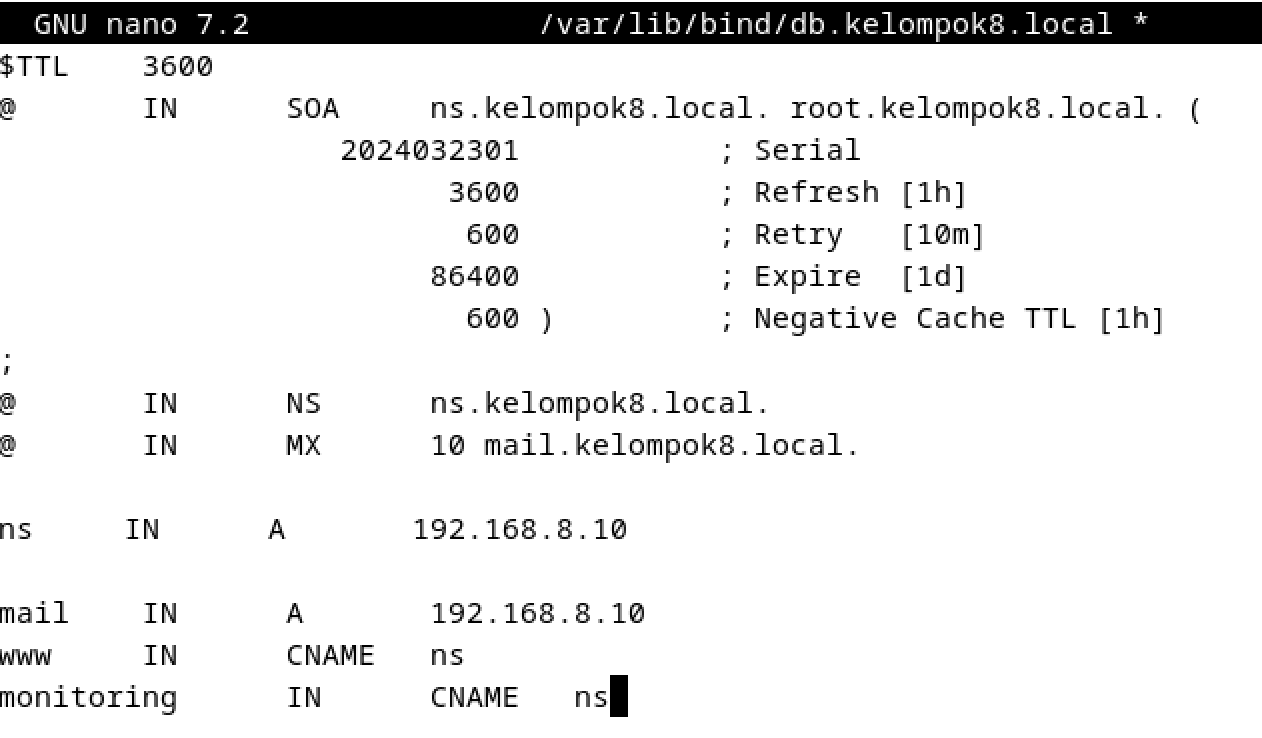 GNU nano 7.2 /var/lib/bind/db.kelompok8.local *
$TTL 3600
@ IN SOA ns.kelompok8.local. root.kelompok8.local. (
2024032301 ; Serial
3600 ; Refresh [1h]
600 ; Retry [10m]
86400 ; Expire [1d]
600 ) ; Negative Cache TTL [1h]
;
@ IN NS ns.kelompok8.local.
@ IN MX 10 mail.kelompok8.local.
ns IN A 192.168.8.10
mail IN A 192.168.8.10
www IN CNAME ns
monitoring IN CNAME ns